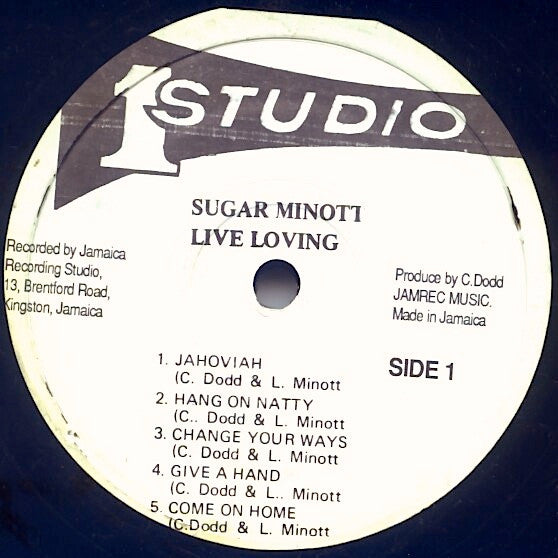 1 STUDIO
SUGAR MINOTT
LIVE LOVING
Recorded by Jamaica
Recording Studio,
13, Brentford Road,
Kingston, Jamaica
Produce by C.Dodd
JAMREC MUSIC.
Made in Jamaica
SIDE 1
1. JAHOVIAH
(C. Dodd & L. Minott
2. HANG ON NATTY
(C.. Dodd & L. Minott
3. CHANGE YOUR WAYS
(C. Dodd & L. Minott
4. GIVE A HAND
(C. Dodd & L.. Minott
5. COME ON HOME
(C.Dodd & L. Minott